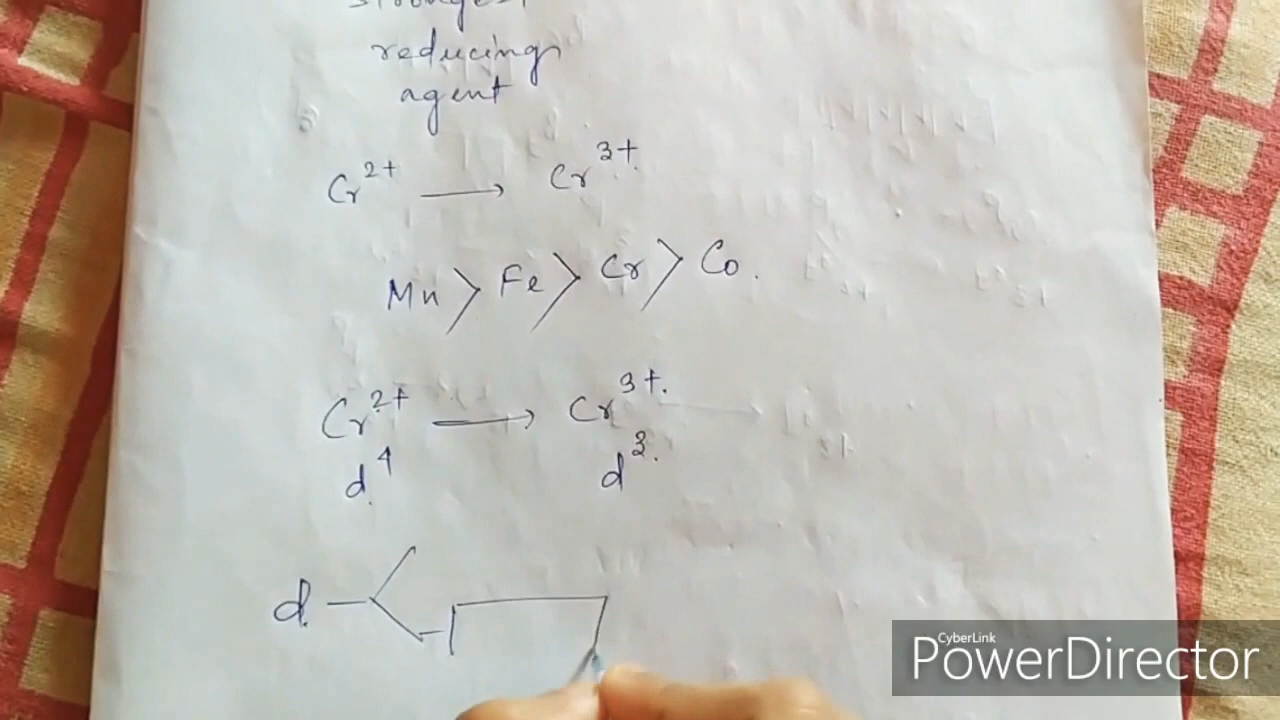 reducing
agent
Cr²⁺ ⟶ Cr³⁺
Mn > Fe > Cr > Co.
Cr²⁺ ⟶ Cr³⁺.
d⁴ d³.
d
CyberLink
PowerDirector